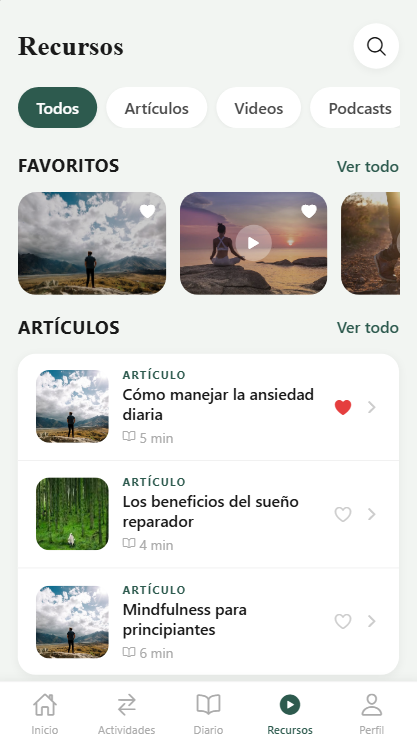 Recursos
Todos Artículos Videos Podcasts
FAVORITOS Ver todo
ARTÍCULOS Ver todo
ARTÍCULO
Cómo manejar la ansiedad
diaria
5 min
ARTÍCULO
Los beneficios del sueño
reparador
4 min
ARTÍCULO
Mindfulness para
principiantes
6 min
Inicio Actividades Diario Recursos Perfil